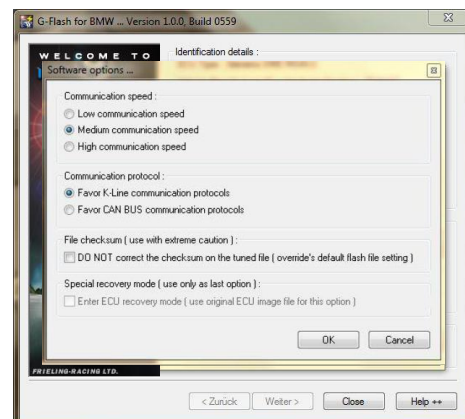 G-Flash for BMW ... Version 1.0.0, Build 0559
WELCOME TO
Identification details :
Software options ...
Communication speed :
Low communication speed
Medium communication speed
High communication speed
Communication protocol :
Favor K-Line communication protocols
Favor CAN BUS communication protocols
File checksum ( use with extreme caution ) :
DO NOT correct the checksum on the tuned file ( override's default flash file setting )
Special recovery mode ( use only as last option ) :
Enter ECU recovery mode ( use original ECU image file for this option )
OK Cancel
FRIELING-RACING LTD.
< Zurück Weiter > Close Help ++